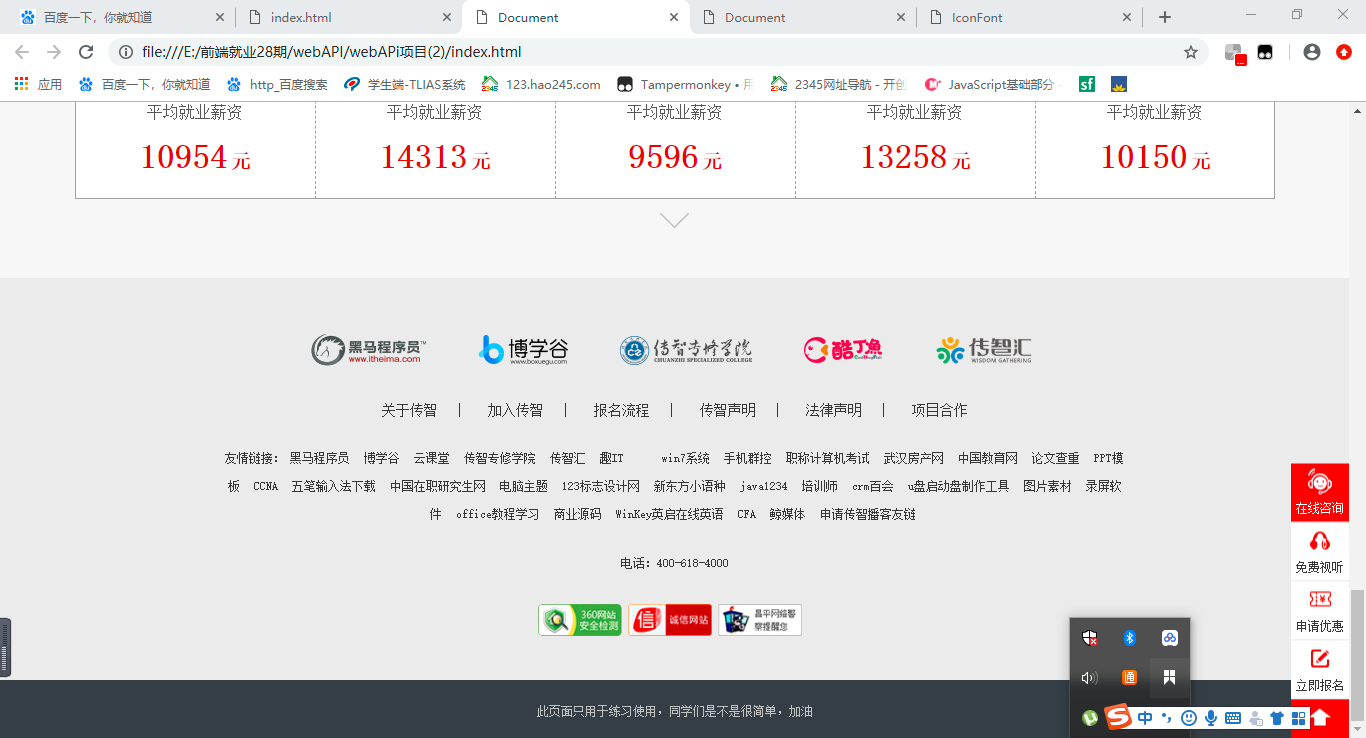 百度一下，你就知道 index.html Document Document IconFont
file:///E:/前端就业28期/webAPI/webAPi项目(2)/index.html
应用 百度一下，你就知道 http_百度搜索 学生端-TLIAS系统 123.hao245.com Tampermonkey • 2345网址导航 - 开创 JavaScript基础部分 sf
平均就业薪资 平均就业薪资 平均就业薪资 平均就业薪资 平均就业薪资
10954 元 14313 元 9596 元 13258 元 10150 元
黑马程序员 博学谷 传智专修学院 酷丁鱼 传智汇
www.itheima.com www.boxuegu.com CHUANZHI SPECIALIZED COLLEGE WISDOM GATHERING
关于传智 | 加入传智 | 报名流程 | 传智声明 | 法律声明 | 项目合作
友情链接： 黑马程序员 博学谷 云课堂 传智专修学院 传智汇 趣IT win7系统 手机群控 职称计算机考试 武汉房产网 中国教育网 论文查重 PPT模
板 CCNA 五笔输入法下载 中国在职研究生网 电脑主题 123标志设计网 新东方小语种 java1234 培训师 crm百会 u盘启动盘制作工具 图片素材 录屏软
件 office教程学习 商业源码 WinKey英启在线英语 CFA 鲸媒体 申请传智播客友链
电话：400-618-4000
360网站
安全检测
信 诚信网站
昌平网络警
察提醒您
在线咨询
免费视听
申请优惠
立即报名
此页面只用于练习使用，同学们是不是很简单，加油
通
S 中